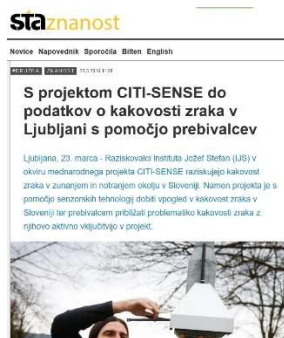 staznanost
Novice Napovednik Sporočila Bilten English
DRUŽBA ZNANOST
S projektom CITI-SENSE do
podatkov o kakovosti zraka v
Ljubljani s pomočjo prebivalcev
Ljubljana, 23. marca - Raziskovalci Instituta Jožef Stefan (IJS) v
okviru mednarodnega projekta CITI-SENSE raziskujejo kakovost
zraka v zunanjem in notranjem okolju v Sloveniji. Namen projekta je s
pomočjo senzorskih tehnologij dobiti vpogled v kakovost zraka v
Sloveniji ter prebivalcem približati problematiko kakovosti zraka z
njihovo aktivno vključitvijo v projekt.